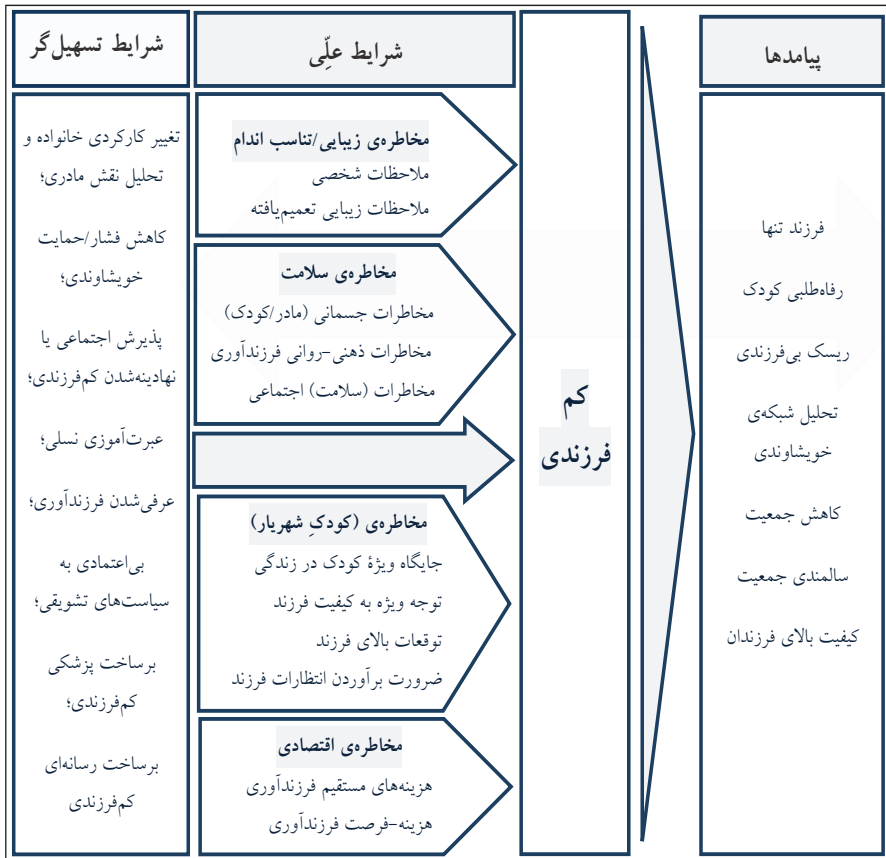 شرایط تسهیل‌گر
تغییر کارکردی خانواده و
تحلیل نقش مادری؛
کاهش فشار/حمایت
خویشاوندی؛
پذیرش اجتماعی یا
نهادینه‌شدن کم‌فرزندی؛
عبرت‌آموزی نسلی؛
عرفی‌شدن فرزندآوری؛
بی‌اعتمادی به
سیاست‌های تشویقی؛
برساخت پزشکی
کم‌فرزندی؛
برساخت رسانه‌ای
کم‌فرزندی
شرایط علّی
مخاطره‌ی زیبایی/تناسب اندام
ملاحظات شخصی
ملاحظات زیبایی تعمیم‌یافته
مخاطره‌ی سلامت
مخاطرات جسمانی (مادر/کودک)
مخاطرات ذهنی-روانی فرزندآوری
مخاطرات (سلامت) اجتماعی
مخاطره‌ی (کودکِ شهریار)
جایگاه ویژهٔ کودک در زندگی
توجه ویژه به کیفیت فرزند
توقعات بالای فرزند
ضرورت برآوردن انتظارات فرزند
مخاطره‌ی اقتصادی
هزینه‌های مستقیم فرزندآوری
هزینه-فرصت فرزندآوری
کم
فرزندی
پیامدها
فرزند تنها
رفاه‌طلبی کودک
ریسک بی‌فرزندی
تحلیل شبکه‌ی
خویشاوندی
کاهش جمعیت
سالمندی جمعیت
کیفیت بالای فرزندان